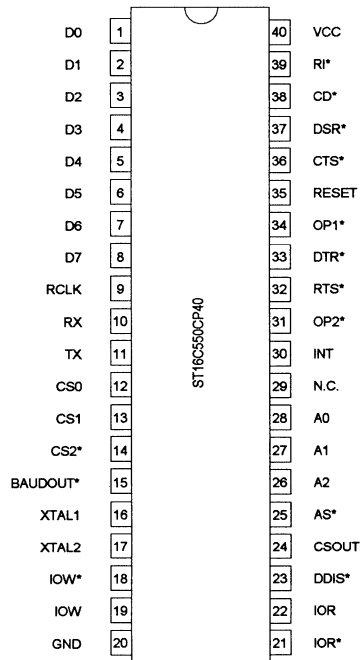 D0 1 40 VCC
D1 2 39 RI*
D2 3 38 CD*
D3 4 37 DSR*
D4 5 36 CTS*
D5 6 35 RESET
D6 7 34 OP1*
D7 8 33 DTR*
RCLK 9 32 RTS*
RX 10 31 OP2*
TX 11 30 INT
CS0 12 29 N.C.
CS1 13 28 A0
CS2* 14 27 A1
BAUDOUT* 15 26 A2
XTAL1 16 25 AS*
XTAL2 17 24 CSOUT
IOW* 18 23 DDIS*
IOW 19 22 IOR
GND 20 21 IOR*
ST16C550CP40